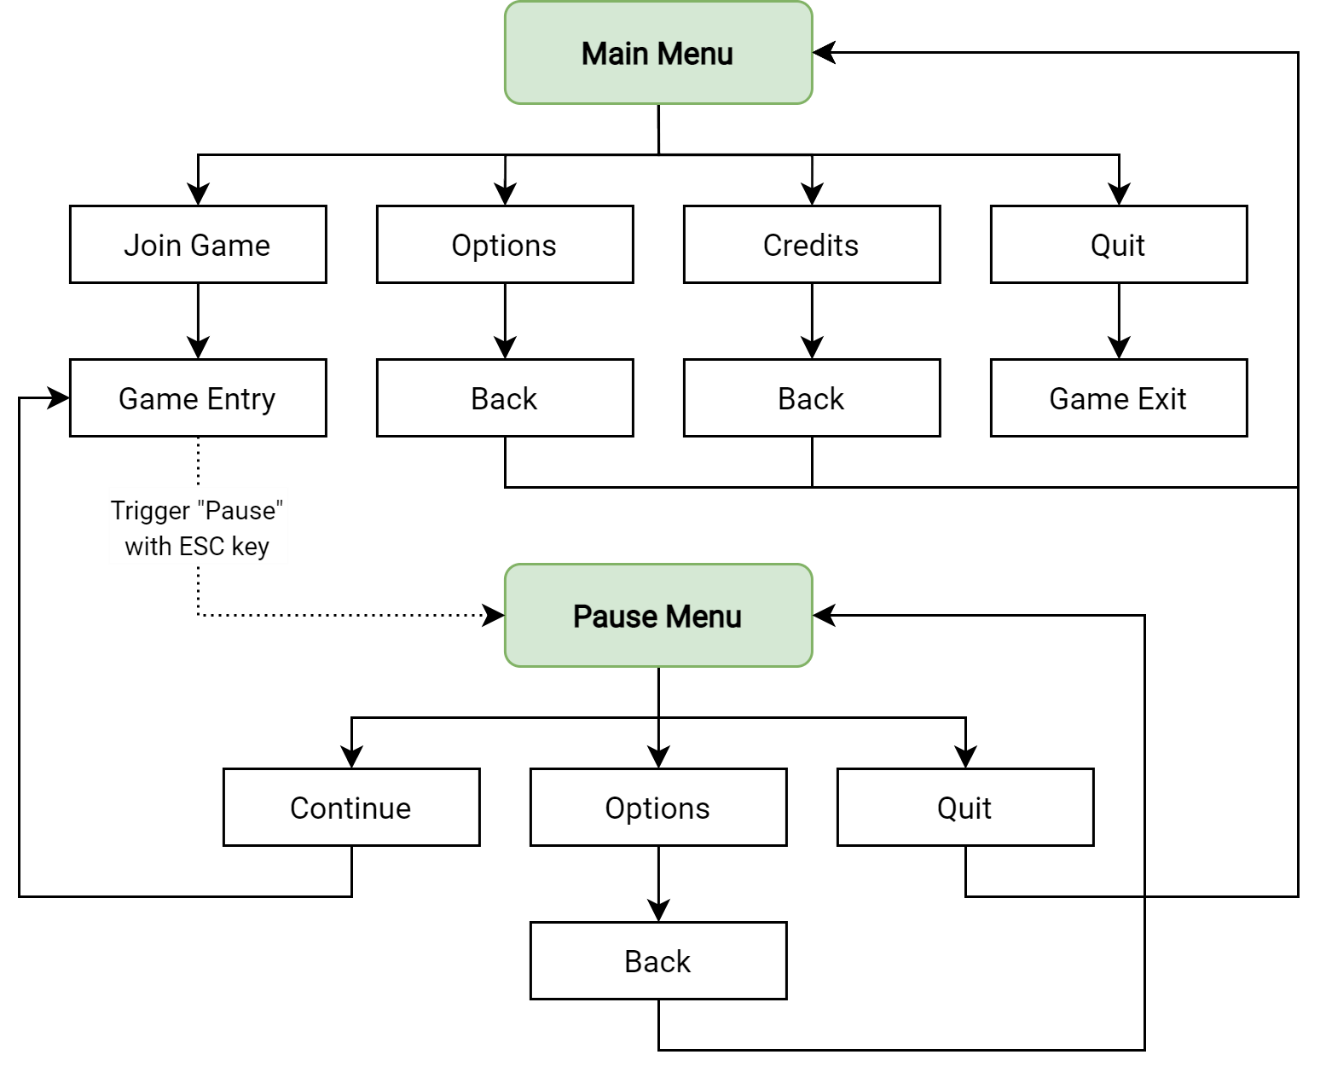 Main Menu
Join Game
Options
Credits
Quit
Game Entry
Back
Back
Game Exit
Trigger "Pause"
with ESC key
Pause Menu
Continue
Options
Quit
Back